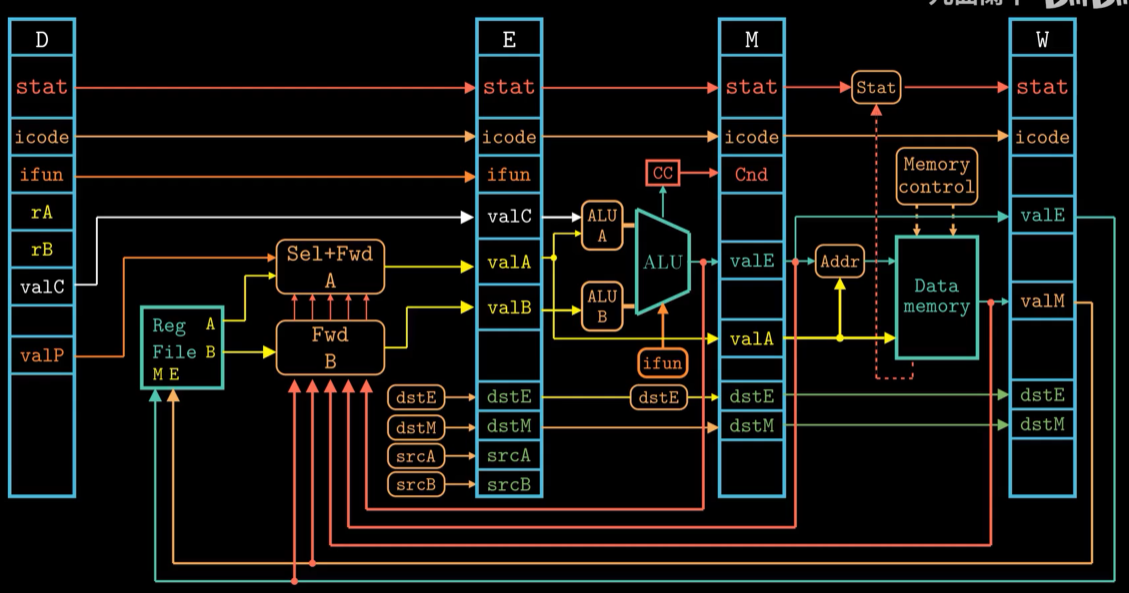 D
stat
icode
ifun
rA
rB
valC
valP
Reg A
File B
M E
Sel+Fwd
A
Fwd
B
dstE
dstM
srcA
srcB
E
stat
icode
ifun
valC
valA
valB
dstE
dstM
srcA
srcB
ALU
A
ALU
B
CC
ALU
ifun
dstE
M
stat
icode
Cnd
valE
valA
dstE
dstM
Stat
Memory
control
Addr
Data
memory
W
stat
icode
valE
valM
dstE
dstM